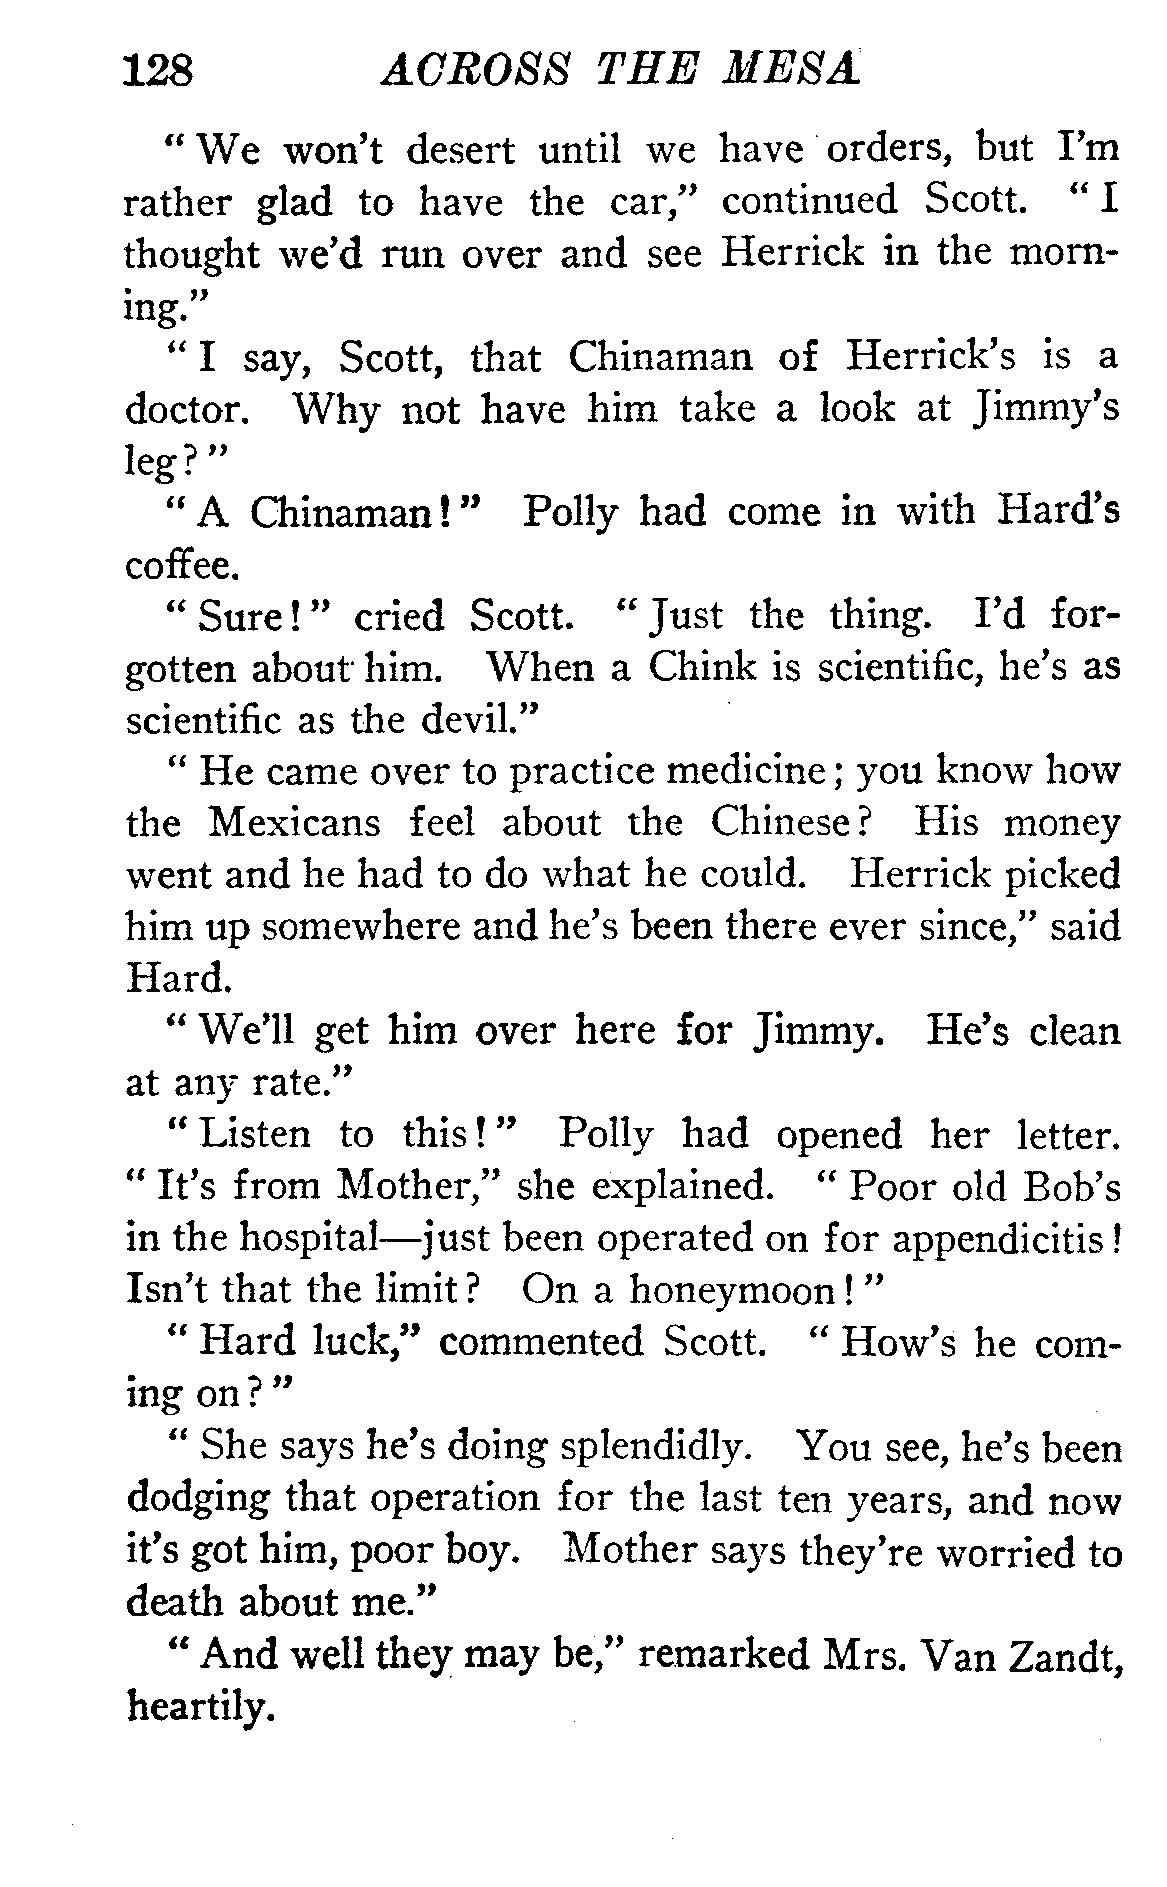 128 ACROSS THE MESA
" We won't desert until we have orders, but I'm
rather glad to have the car," continued Scott. " I
thought we'd run over and see Herrick in the morn-
ing."
" I say, Scott, that Chinaman of Herrick's is a
doctor. Why not have him take a look at Jimmy's
leg? "
" A Chinaman! " Polly had come in with Hard's
coffee.
" Sure! " cried Scott. " Just the thing. I'd for-
gotten about him. When a Chink is scientific, he's as
scientific as the devil."
" He came over to practice medicine; you know how
the Mexicans feel about the Chinese? His money
went and he had to do what he could. Herrick picked
him up somewhere and he's been there ever since," said
Hard.
" We'll get him over here for Jimmy. He's clean
at any rate."
" Listen to this! " Polly had opened her letter.
" It's from Mother," she explained. " Poor old Bob's
in the hospital—just been operated on for appendicitis!
Isn't that the limit? On a honeymoon! "
" Hard luck," commented Scott. " How's he com-
ing on? "
" She says he's doing splendidly. You see, he's been
dodging that operation for the last ten years, and now
it's got him, poor boy. Mother says they're worried to
death about me."
" And well they may be," remarked Mrs. Van Zandt,
heartily.